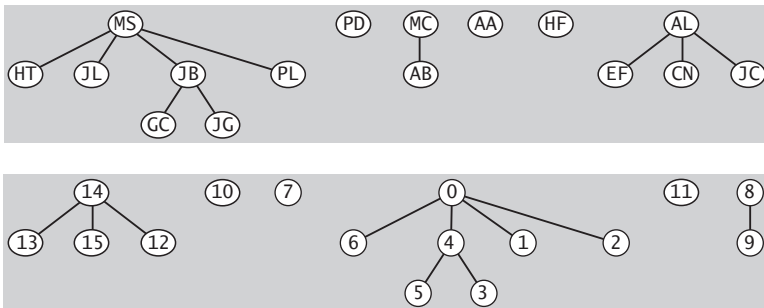 MS PD MC AA HF AL
HT JL JB PL AB EF CN JC
GC JG
14 10 7 0 11 8
13 15 12 6 4 1 2 9
5 3